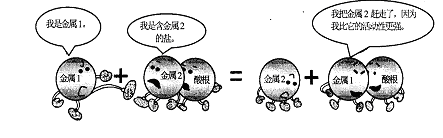 我是金属1。
我是含金属2
的盐。
我把金属2赶走了,因为
我比它的活动性更强。
金属1 + 金属2 酸根 = 金属2 + 金属1 酸根